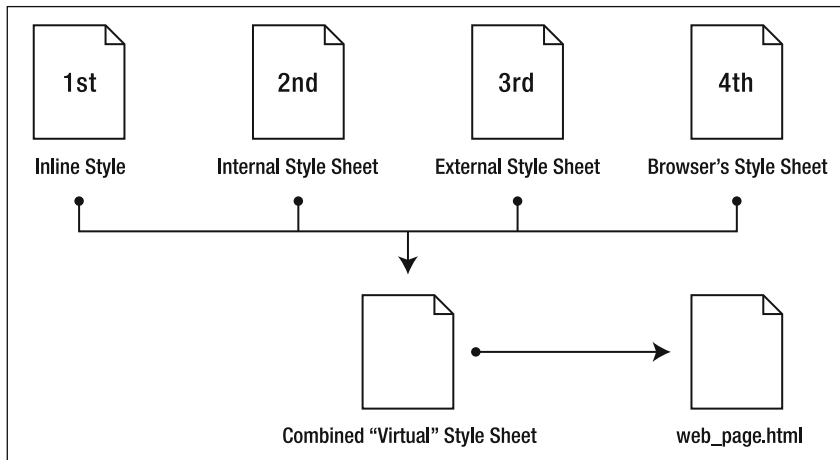 1st
2nd
3rd
4th
Inline Style
Internal Style Sheet
External Style Sheet
Browser's Style Sheet
Combined “Virtual” Style Sheet
web_page.html